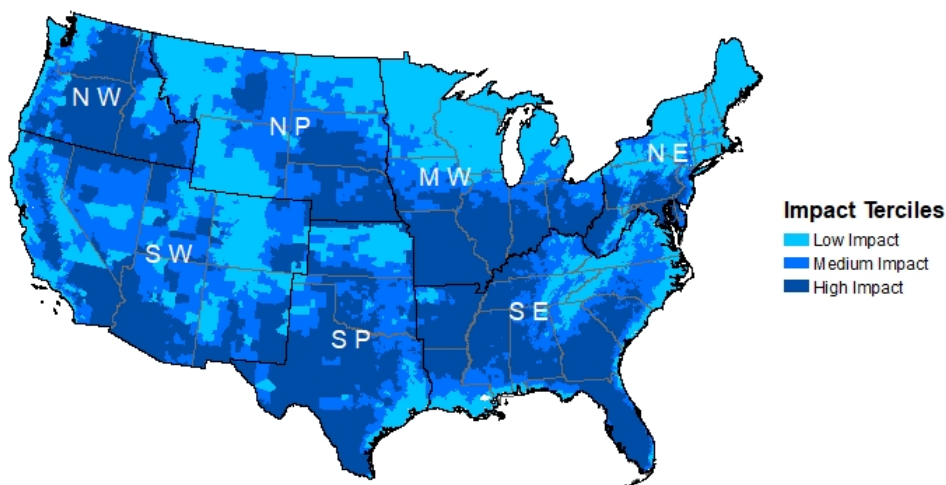 N W
N P
N E
M W
Impact Terciles
Low Impact
S W
Medium Impact
High Impact
S E
S P